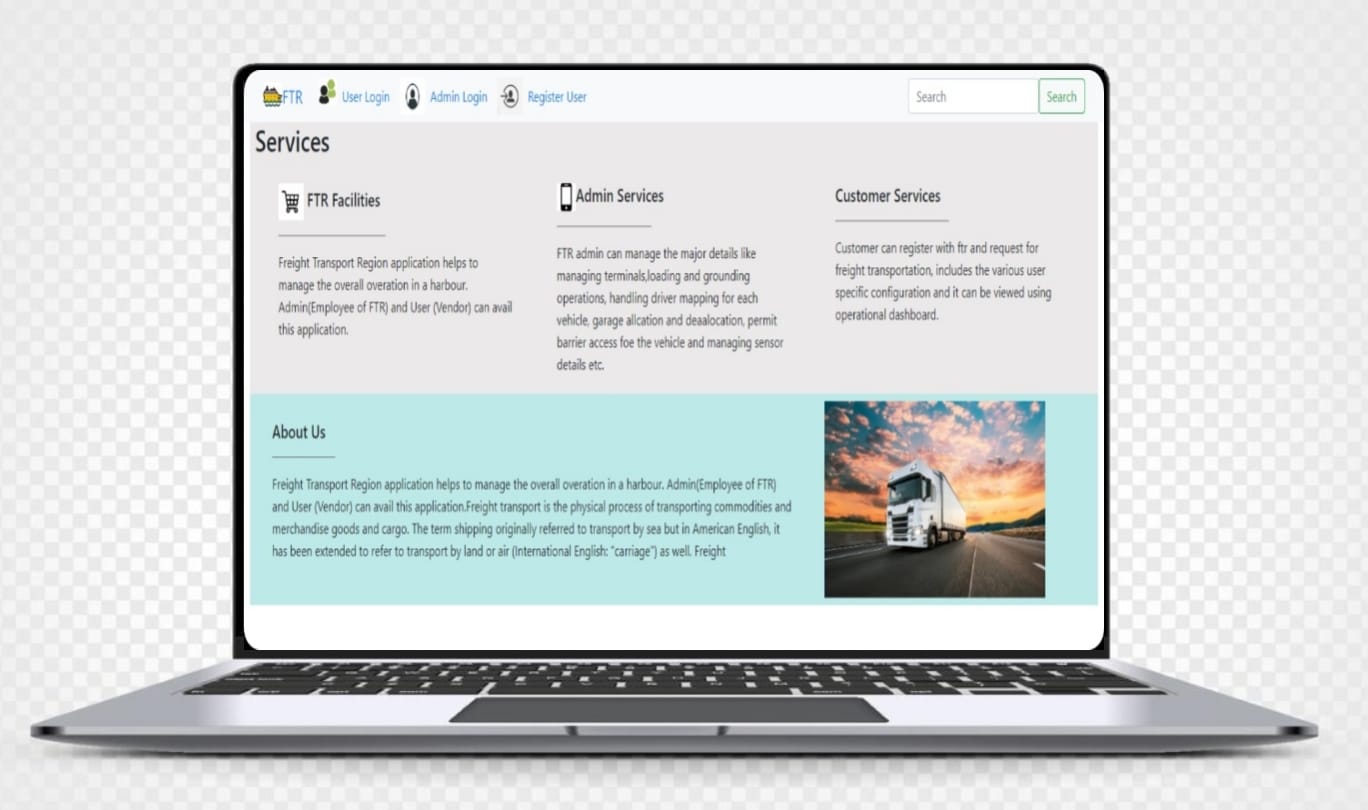 FTR User Login Admin Login Register User Search Search
Services
FTR Facilities
Freight Transport Region application helps to
manage the overall overation in a harbour.
Admin(Employee of FTR) and User (Vendor) can avail
this application.
Admin Services
FTR admin can manage the major details like
managing terminals,loading and grounding
operations, handling driver mapping for each
vehicle, garage allcation and deaalocation, permit
barrier access foe the vehicle and managing sensor
details etc.
Customer Services
Customer can register with ftr and request for
freight transportation, includes the various user
specific configuration and it can be viewed using
operational dashboard.
About Us
Freight Transport Region application helps to manage the overall overation in a harbour. Admin(Employee of FTR)
and User (Vendor) can avail this application.Freight transport is the physical process of transporting commodities and
merchandise goods and cargo. The term shipping originally referred to transport by sea but in American English, it
has been extended to refer to transport by land or air (International English: "carriage") as well. Freight